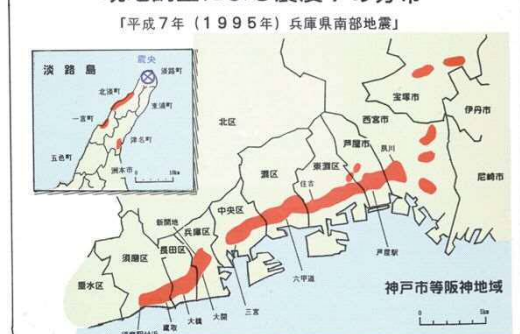 「平成7年(1995年)兵庫県南部地震」
淡路島
震央
淡路町
北淡町
東浦町
一宮町
津名町
五色町
洲本市
10km
宝塚市
伊丹市
西宮市
北区
芦屋市
夙川
尼崎市
東灘区
灘区
住吉
中央区
新開地
兵庫区
芦屋駅
長田区
須磨区
六甲道
垂水区
三宮
大開
大橋
鷹取
神戸市等阪神地域
0
5km